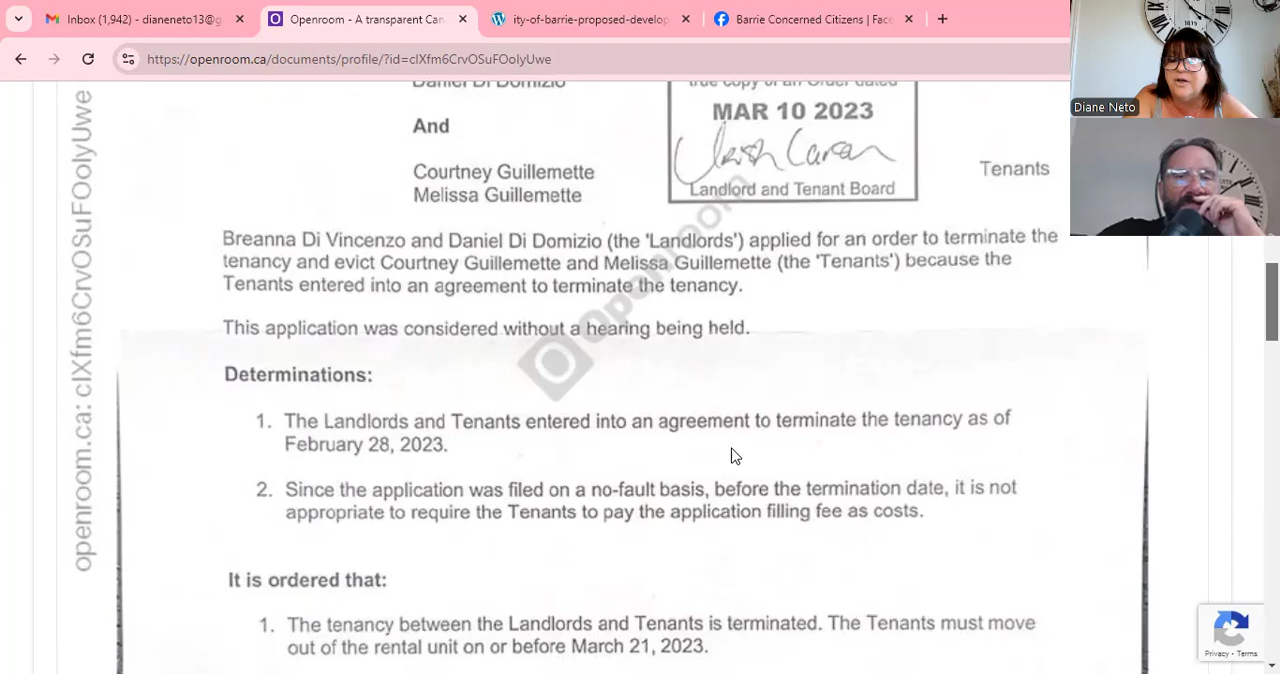 Inbox (1,942) - dianeneto13@g
Openroom - A transparent Can
ity-of-barrie-proposed-develop
Barrie Concerned Citizens | Fac
https://openroom.ca/documents/profile/?id=cIXfm6CrvOSuFOolyUwe
Diane Neto
openroom.ca: cIXfm6CrvOSuFOolyUwe
Daniel Di Domizio
true copy of an Order dated
MAR 10 2023
And
Courtney Guillemette
Melissa Guillemette
Tenants
Landlord and Tenant Board
Openroom
Breanna Di Vincenzo and Daniel Di Domizio (the 'Landlords') applied for an order to terminate the
tenancy and evict Courtney Guillemette and Melissa Guillemette (the 'Tenants') because the
Tenants entered into an agreement to terminate the tenancy.
This application was considered without a hearing being held.
Determinations:
1. The Landlords and Tenants entered into an agreement to terminate the tenancy as of
February 28, 2023.
2. Since the application was filed on a no-fault basis, before the termination date, it is not
appropriate to require the Tenants to pay the application filling fee as costs.
It is ordered that:
1. The tenancy between the Landlords and Tenants is terminated. The Tenants must move
out of the rental unit on or before March 21, 2023.
Privacy - Terms